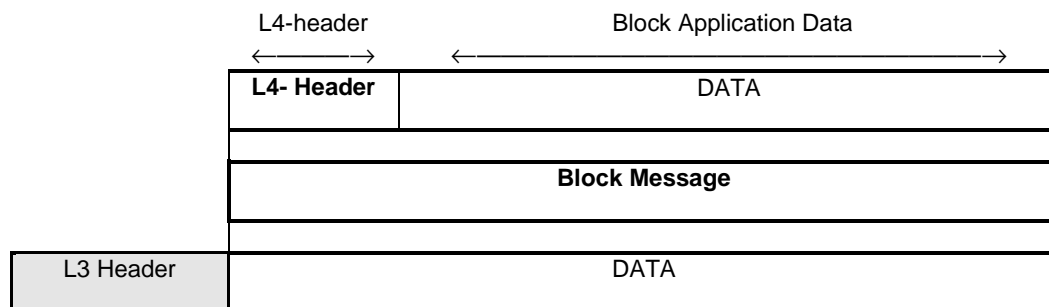 L4-header Block Application Data
L4- Header DATA
Block Message
L3 Header DATA